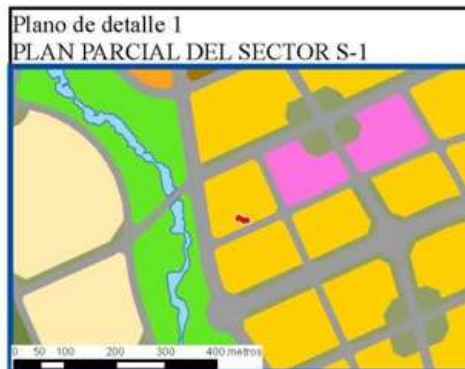 Plano de detalle 1
PLAN PARCIAL DEL SECTOR S-1
0 50 100 200 300 400 metros